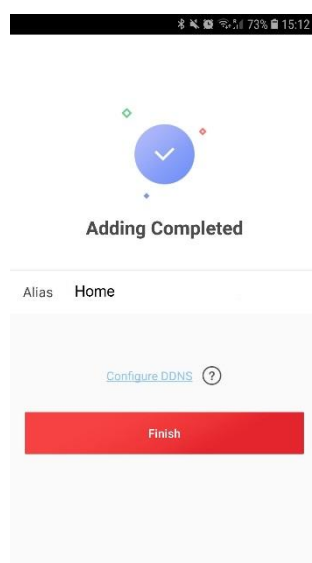 73% 15:12
Adding Completed
Alias Home
Configure DDNS ?
Finish